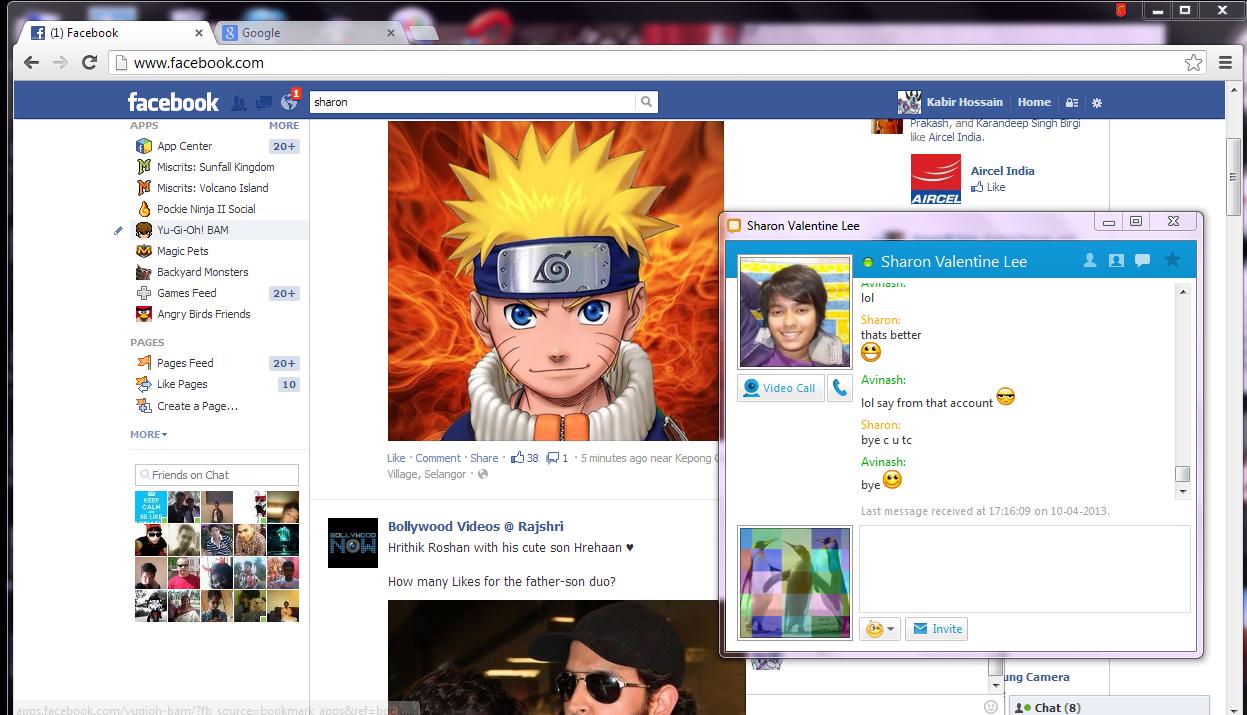 (1) Facebook
Google
www.facebook.com
facebook
1
sharon
Kabir Hossain
Home
APPS
MORE
App Center
20+
Miscrits: Sunfall Kingdom
Miscrits: Volcano Island
Pockie Ninja II Social
Yu-Gi-Oh! BAM
Magic Pets
Backyard Monsters
Games Feed
20+
Angry Birds Friends
PAGES
Pages Feed
20+
Like Pages
10
Create a Page...
MORE
Friends on Chat
KEEP
CALM
AND
BE LIKE
Like · Comment · Share · 38 1 · 5 minutes ago near Kepong
Village, Selangor ·
BOLLYWOOD
NOW
Bollywood Videos @ Rajshri
Hrithik Roshan with his cute son Hrehaan ♥
How many Likes for the father-son duo?
Prakash, and Karandeep Singh Birgi
like Aircel India.
AIRCEL
Aircel India
Like
Sharon Valentine Lee
Sharon Valentine Lee
Video Call
Avinash:
lol
Sharon:
thats better
Avinash:
lol say from that account
Sharon:
bye c u tc
Avinash:
bye
Last message received at 17:16:09 on 10-04-2013.
Invite
Camera
Chat (8)
apps.facebook.com/yugioh-bam/?fb_source=bookmark_apps&ref=book...